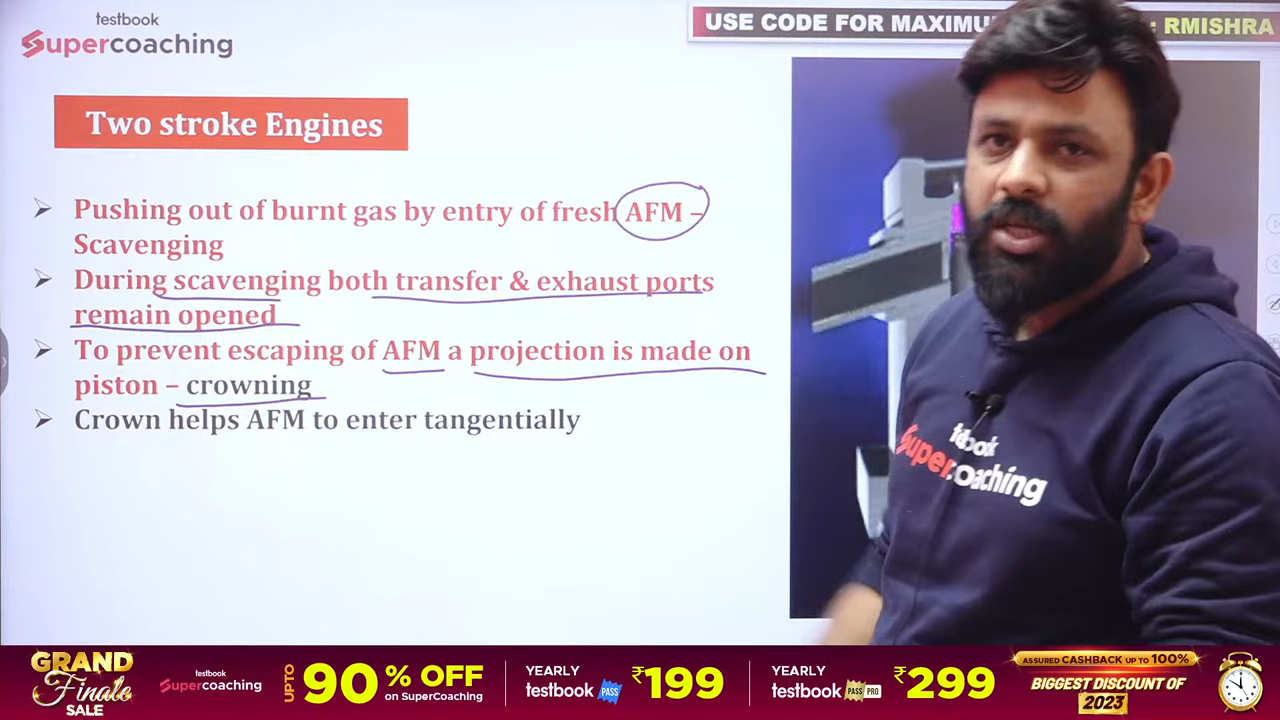 testbook
Supercoaching
USE CODE FOR MAXIMU : RMISHRA
Two stroke Engines
➤ Pushing out of burnt gas by entry of fresh AFM –
Scavenging
➤ During scavenging both transfer & exhaust ports
remain opened
➤ To prevent escaping of AFM a projection is made on
piston – crowning
➤ Crown helps AFM to enter tangentially
testbook
Supercoaching
GRAND
Finale
SALE
testbook
Supercoaching
UPTO 90% OFF
on SuperCoaching
YEARLY
testbook PASS
₹199
YEARLY
testbook PASS PRO
₹299
ASSURED CASHBACK UP TO 100%
BIGGEST DISCOUNT OF
2023